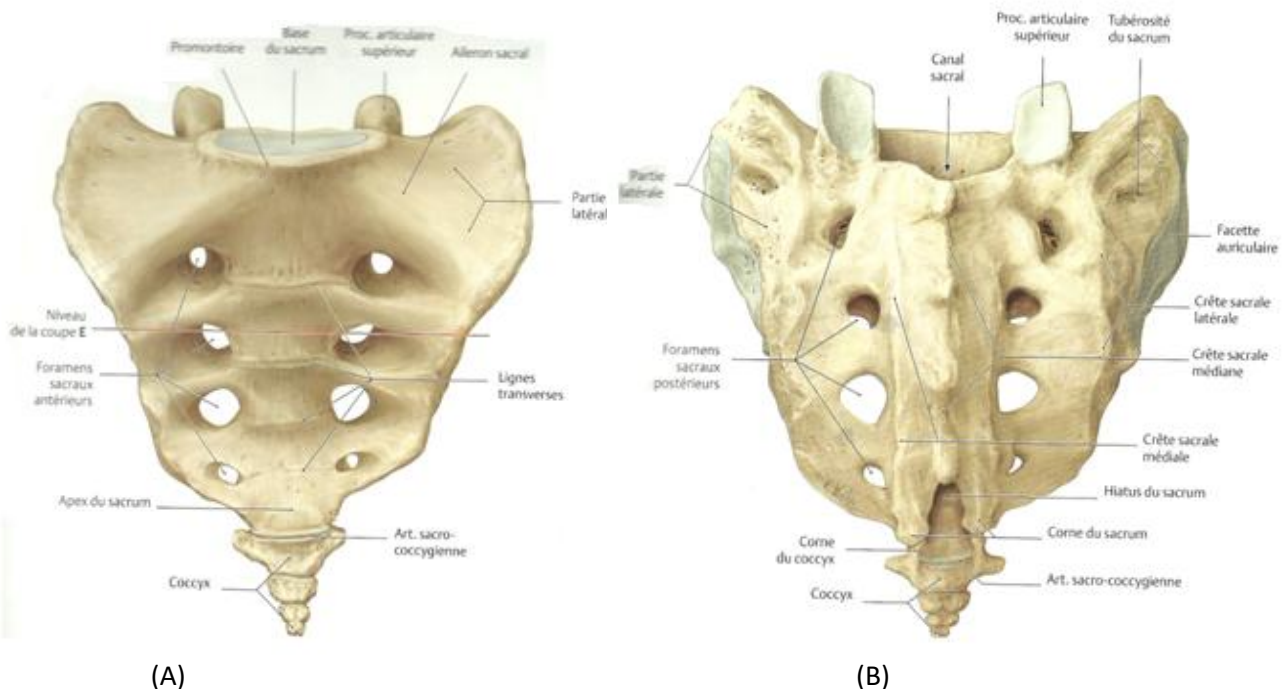 Promontoire
Base
du sacrum
Proc. articulaire
supérieur
Aileron sacral
Partie
latéral
Niveau
de la coupe E
Foramens
sacraux
antérieurs
Lignes
transverses
Apex du sacrum
Art. sacro-
coccygienne
Coccyx
(A)
Proc. articulaire
supérieur
Tubérosité
du sacrum
Canal
sacral
Partie
latérale
Facette
auriculaire
Crête sacrale
latérale
Foramens
sacraux
postérieurs
Crête sacrale
médiane
Crête sacrale
médiale
Hiatus du sacrum
Corne
du coccyx
Corne du sacrum
Art. sacro-coccygienne
Coccyx
(B)